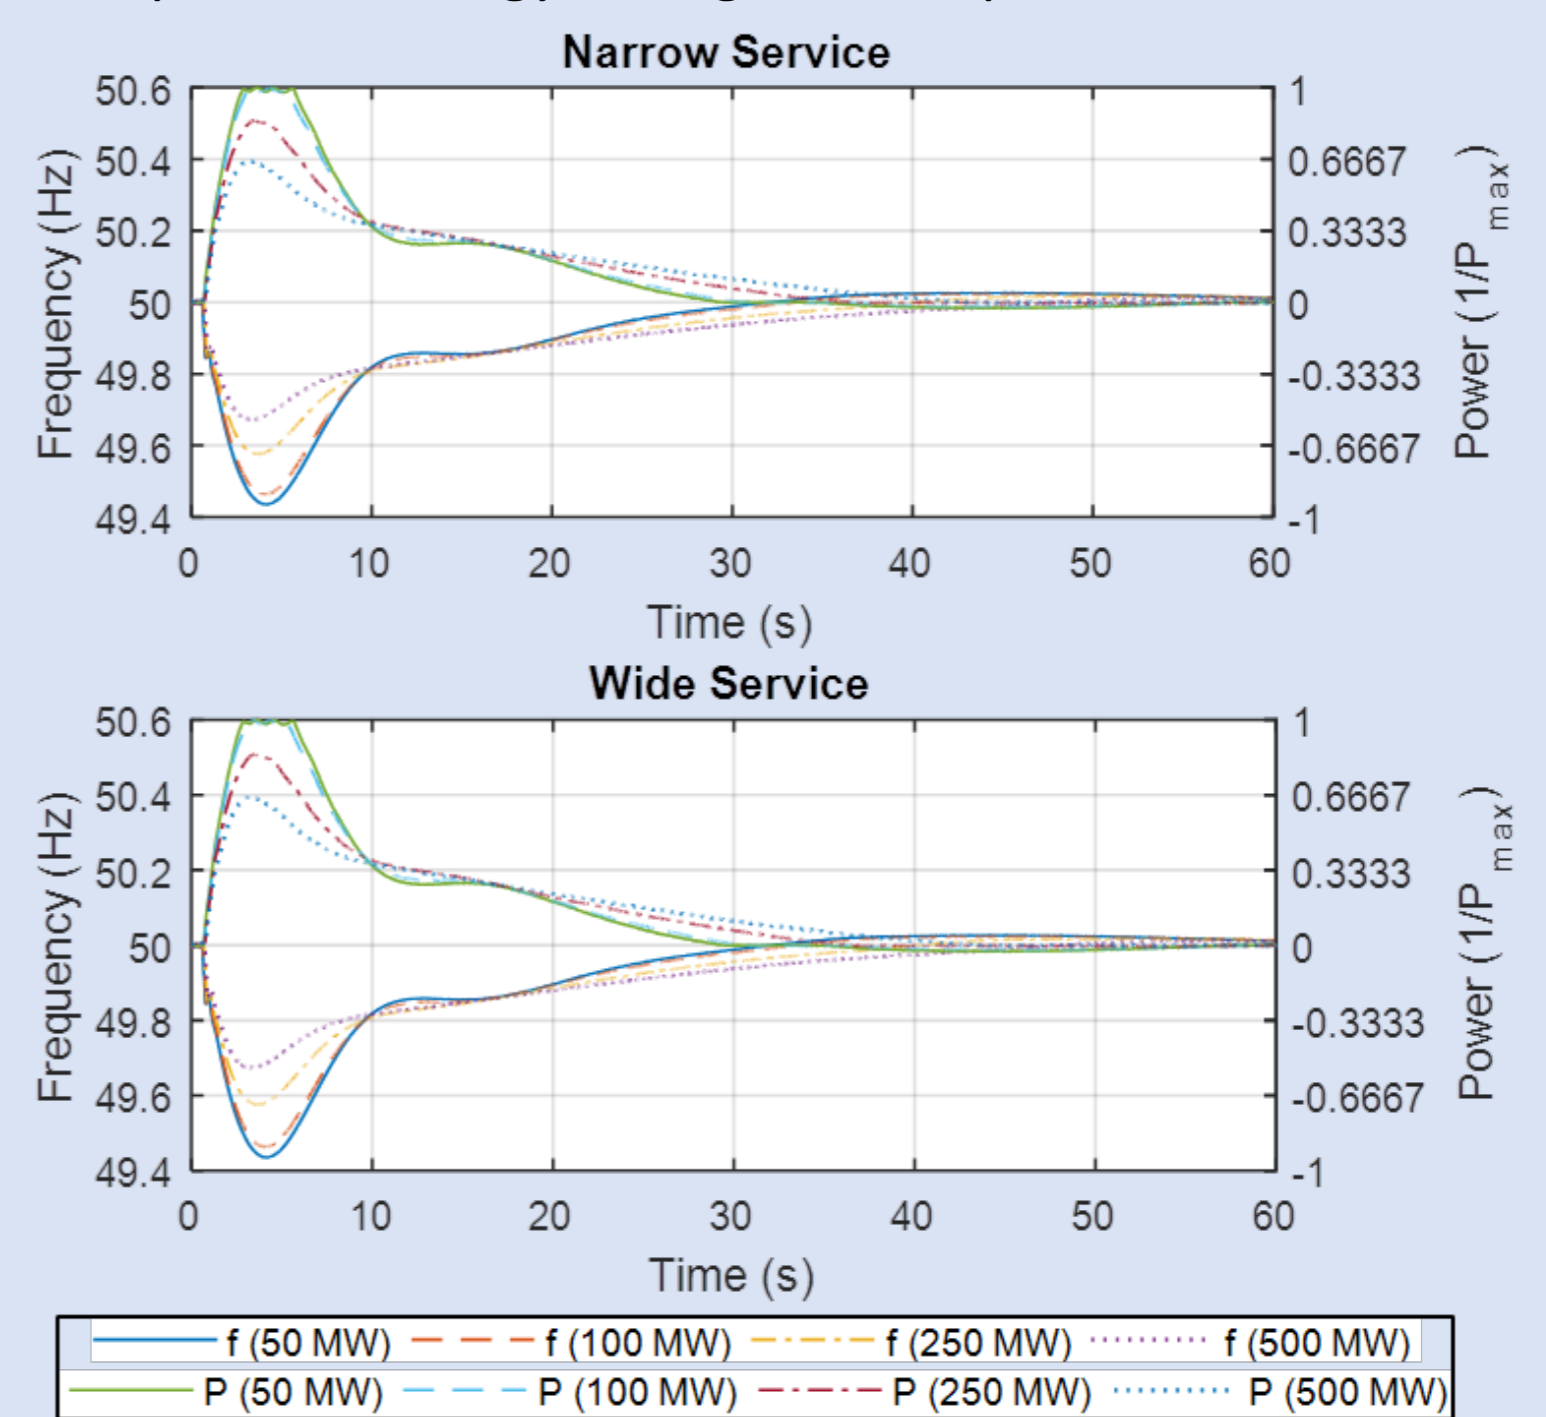 Narrow Service
50.6
50.4
50.2
50
49.8
49.6
49.4
Frequency (Hz)
1
0.6667
0.3333
0
-0.3333
-0.6667
-1
Power (1/P max)
0 10 20 30 40 50 60
Time (s)
Wide Service
50.6
50.4
50.2
50
49.8
49.6
49.4
Frequency (Hz)
1
0.6667
0.3333
0
-0.3333
-0.6667
-1
Power (1/P max)
0 10 20 30 40 50 60
Time (s)
f (50 MW) f (100 MW) f (250 MW) f (500 MW)
P (50 MW) P (100 MW) P (250 MW) P (500 MW)